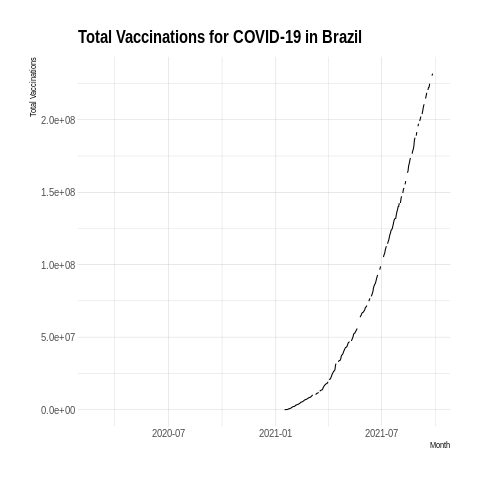 Total Vaccinations for COVID-19 in Brazil
Total Vaccinations
2.0e+08
1.5e+08
1.0e+08
5.0e+07
0.0e+00
2020-07
2021-01
2021-07
Month